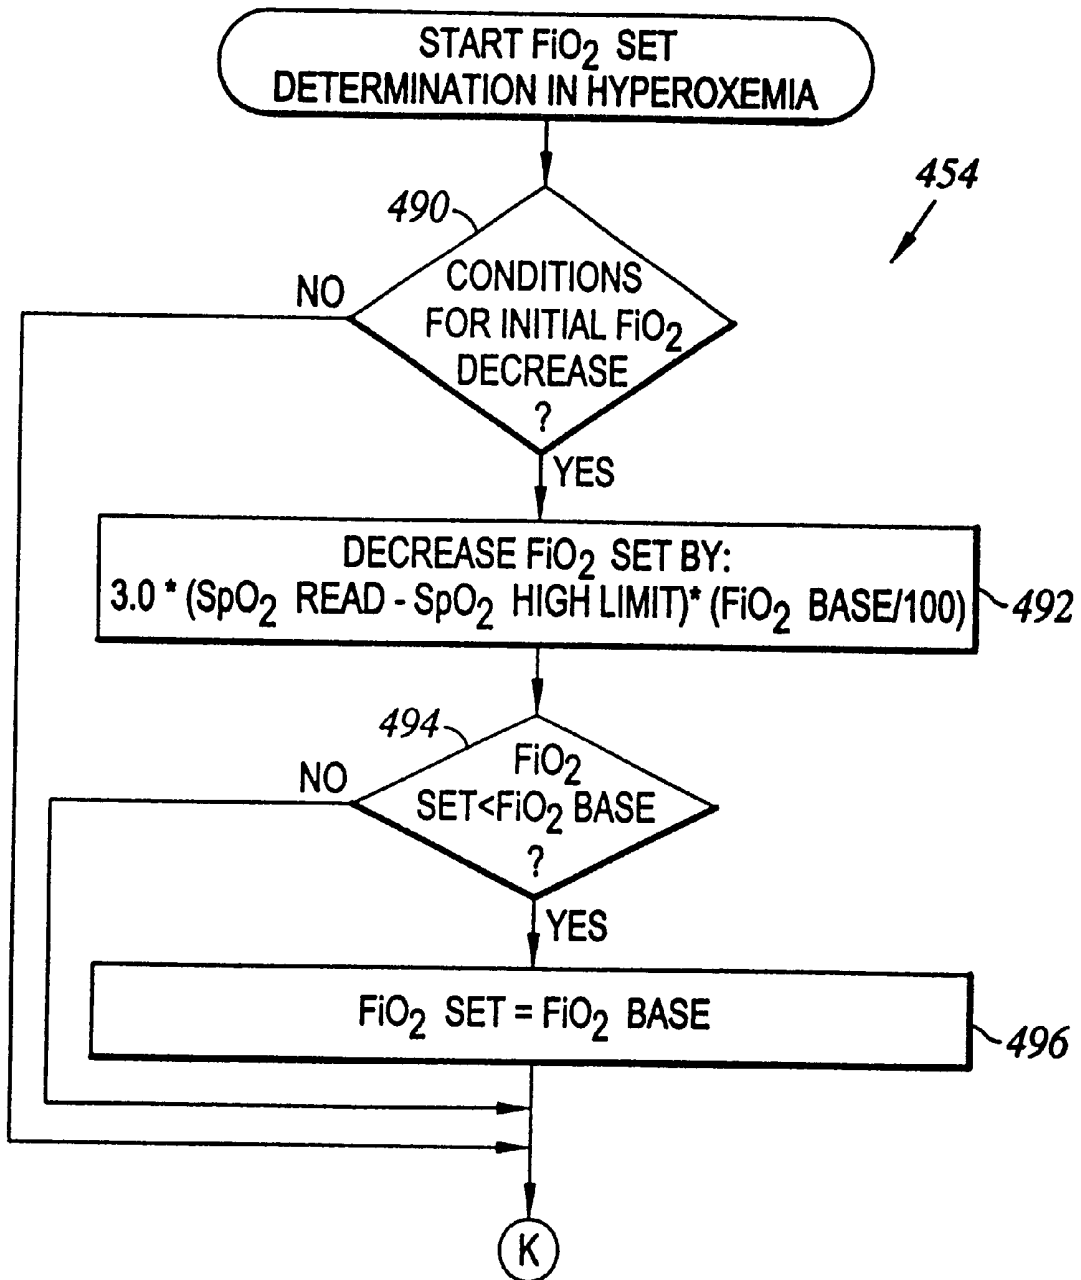 START FiO2 SET
DETERMINATION IN HYPEROXEMIA
454
490
NO
CONDITIONS
FOR INITIAL FiO2
DECREASE
?
YES
DECREASE FiO2 SET BY:
3.0 * (SpO2 READ - SpO2 HIGH LIMIT)* (FiO2 BASE/100)
492
494
NO
FiO2
SET<FiO2 BASE
?
YES
FiO2 SET = FiO2 BASE
496
K